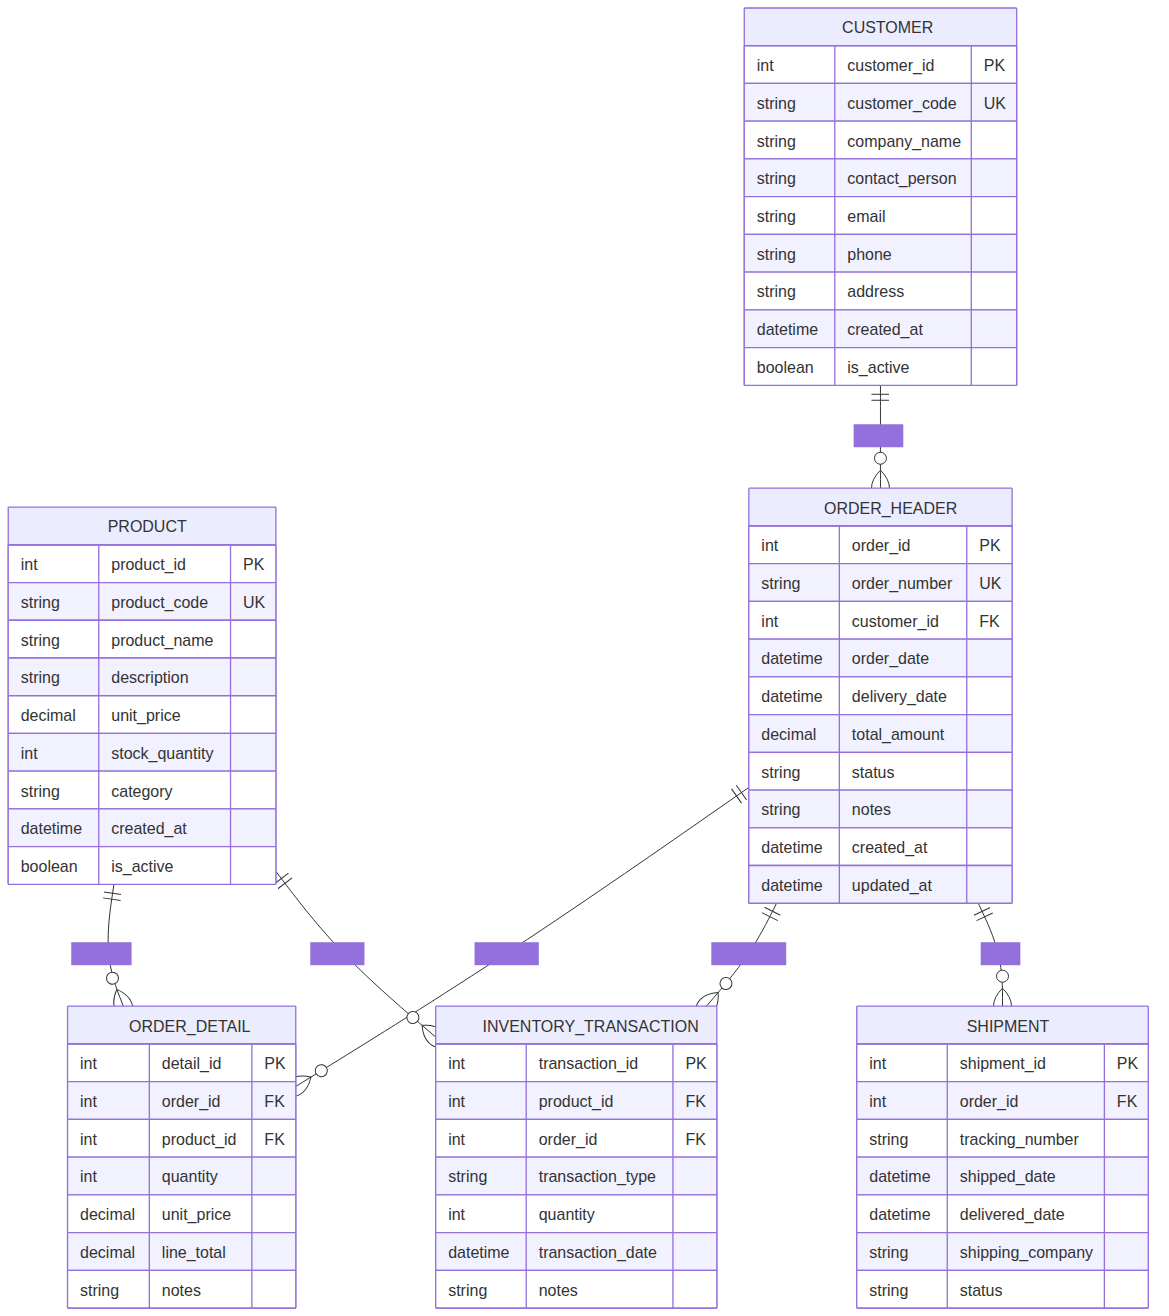 CUSTOMER
int customer_id PK
string customer_code UK
string company_name
string contact_person
string email
string phone
string address
datetime created_at
boolean is_active
PRODUCT
int product_id PK
string product_code UK
string product_name
string description
decimal unit_price
int stock_quantity
string category
datetime created_at
boolean is_active
ORDER_HEADER
int order_id PK
string order_number UK
int customer_id FK
datetime order_date
datetime delivery_date
decimal total_amount
string status
string notes
datetime created_at
datetime updated_at
ORDER_DETAIL
int detail_id PK
int order_id FK
int product_id FK
int quantity
decimal unit_price
decimal line_total
string notes
INVENTORY_TRANSACTION
int transaction_id PK
int product_id FK
int order_id FK
string transaction_type
int quantity
datetime transaction_date
string notes
SHIPMENT
int shipment_id PK
int order_id FK
string tracking_number
datetime shipped_date
datetime delivered_date
string shipping_company
string status